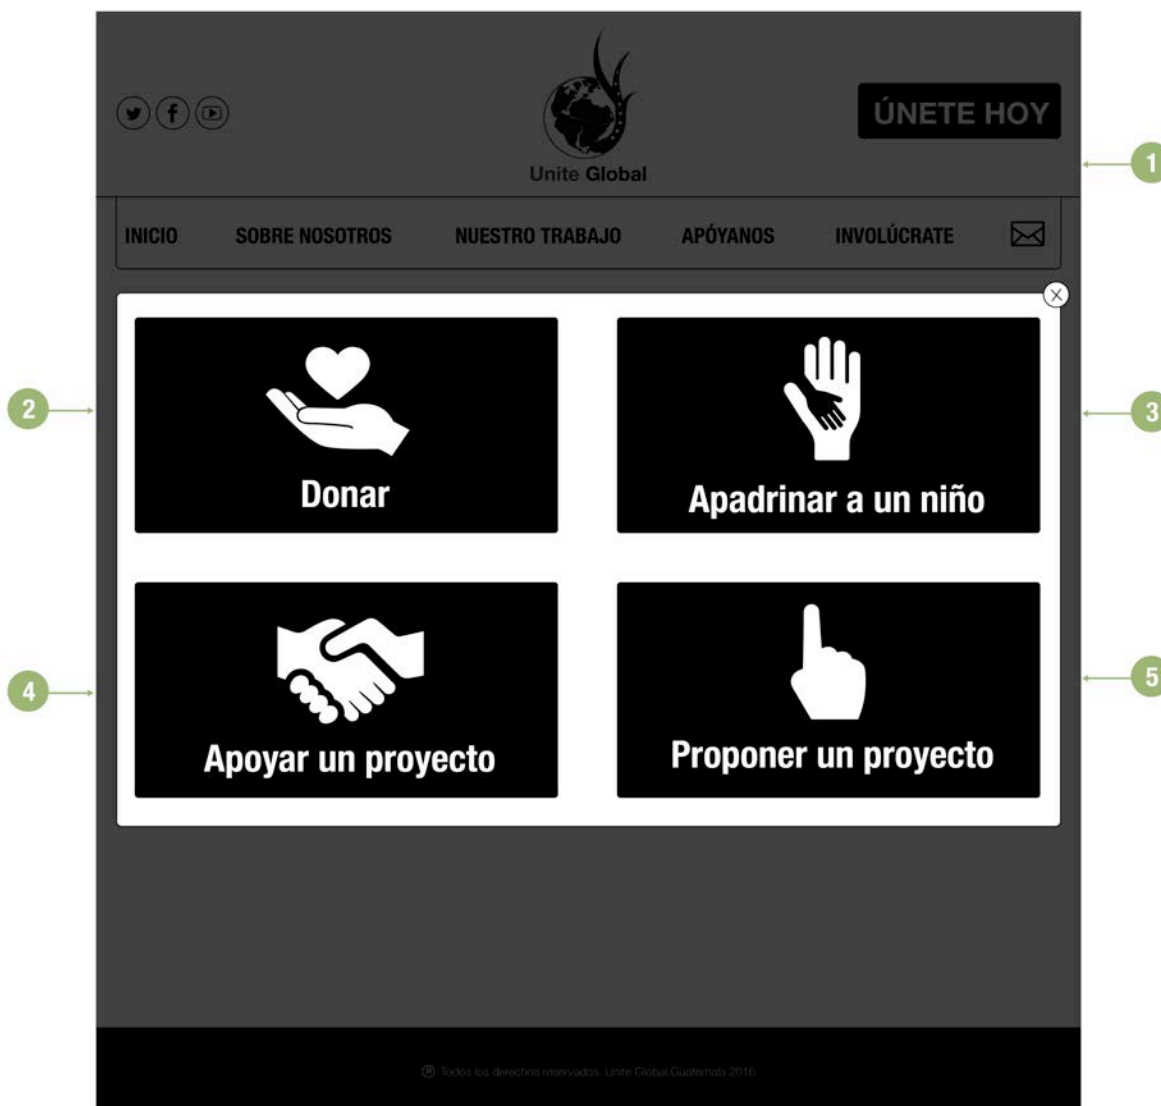 ÚNETE HOY
Unite Global
1
INICIO SOBRE NOSOTROS NUESTRO TRABAJO APÓYANOS INVOLÚCRATE
X
2
3
Donar
Apadrinar a un niño
4
5
Apoyar un proyecto
Proponer un proyecto
® Todos los derechos reservados. Unite Global.Guatemala 2016